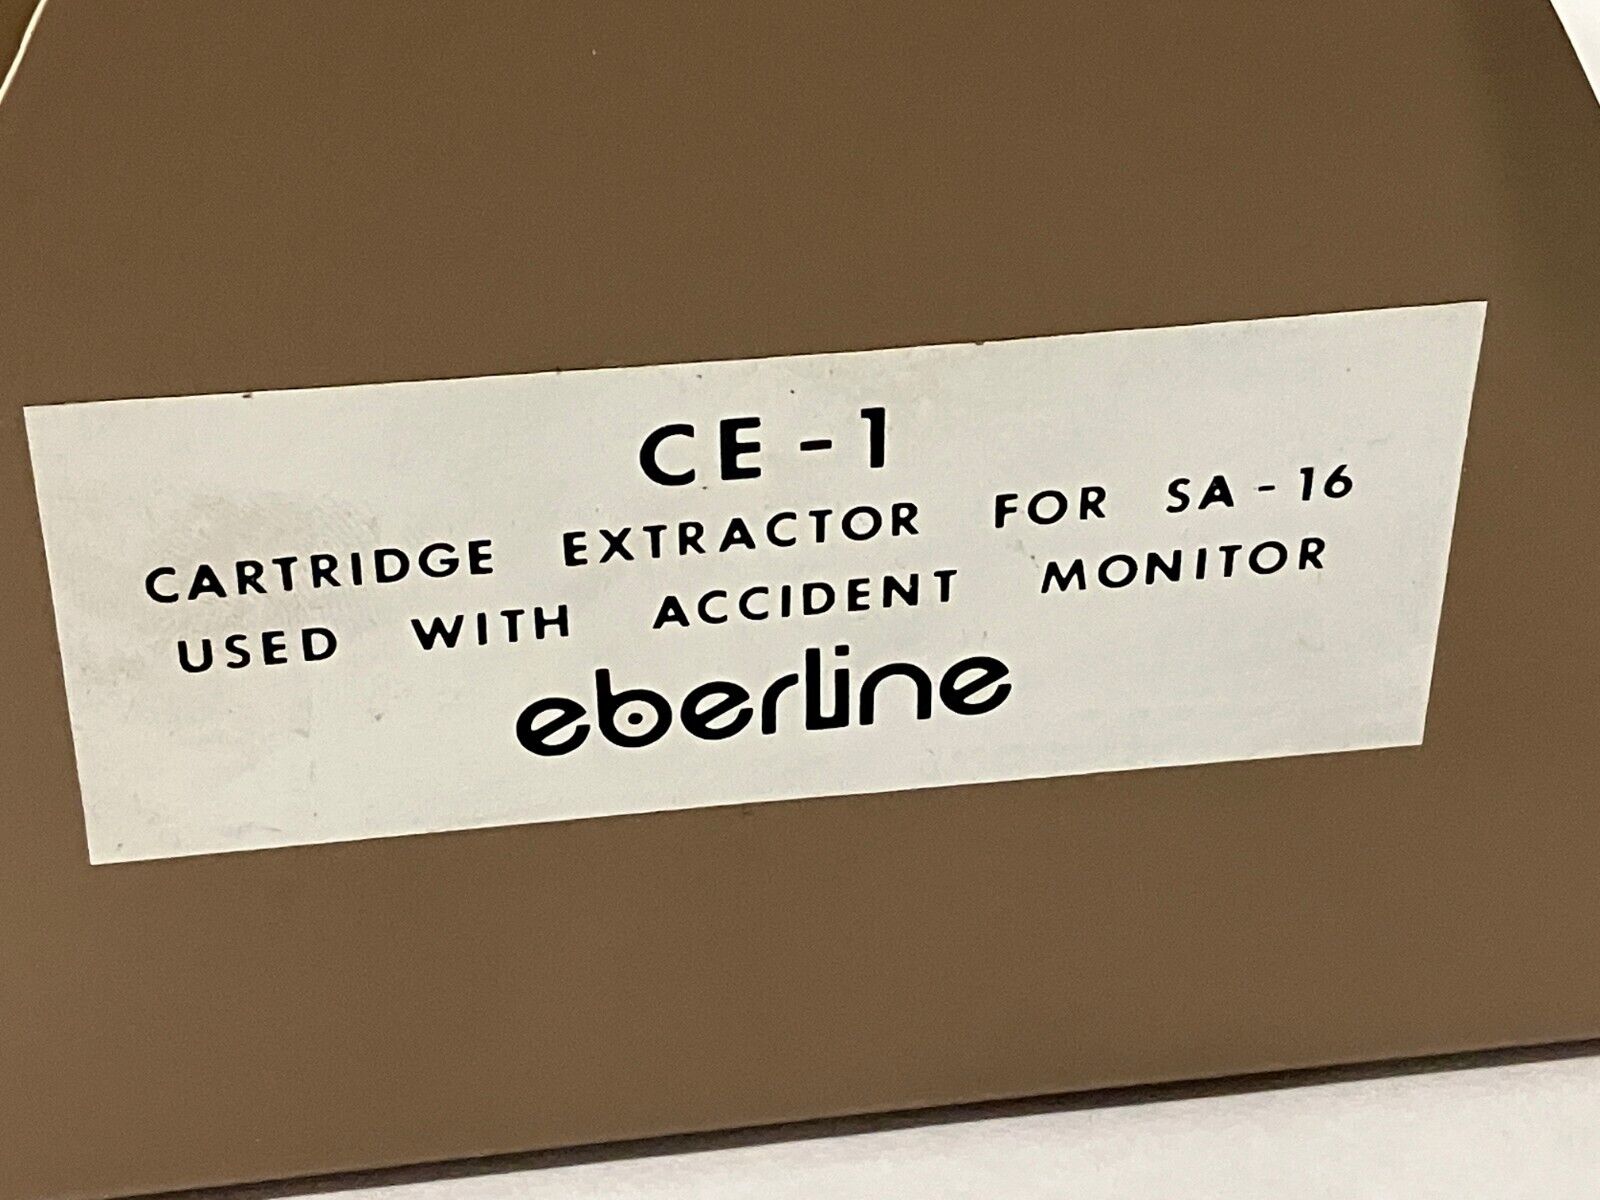 CE-1
CARTRIDGE EXTRACTOR FOR SA-16
USED WITH ACCIDENT MONITOR
eberline